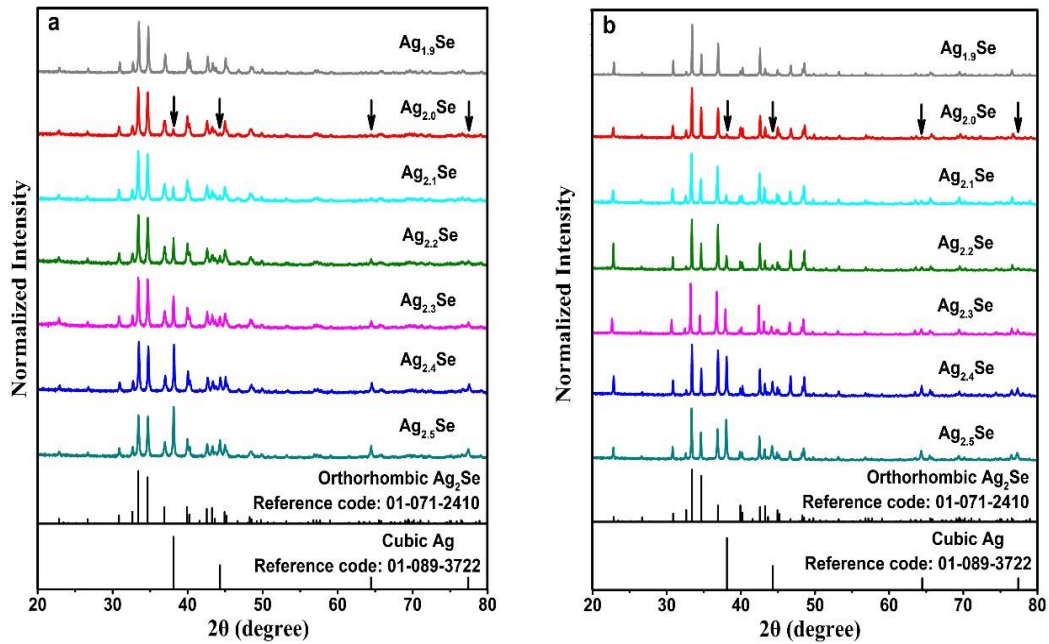 a
Ag1.9Se
Ag2.0Se
Ag2.1Se
Ag2.2Se
Ag2.3Se
Ag2.4Se
Ag2.5Se
Orthorhombic Ag2Se
Reference code: 01-071-2410
Cubic Ag
Reference code: 01-089-3722
Normalized Intensity
20 30 40 50 60 70 80
2θ (degree)
b
Ag1.9Se
Ag2.0Se
Ag2.1Se
Ag2.2Se
Ag2.3Se
Ag2.4Se
Ag2.5Se
Orthorhombic Ag2Se
Reference code: 01-071-2410
Cubic Ag
Reference code: 01-089-3722
Normalized Intensity
20 30 40 50 60 70 80
2θ (degree)